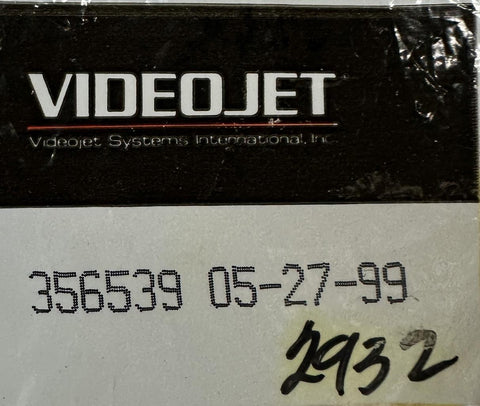 VIDEOJET
Videojet Systems International, Inc.
356539 05-27-99
2932